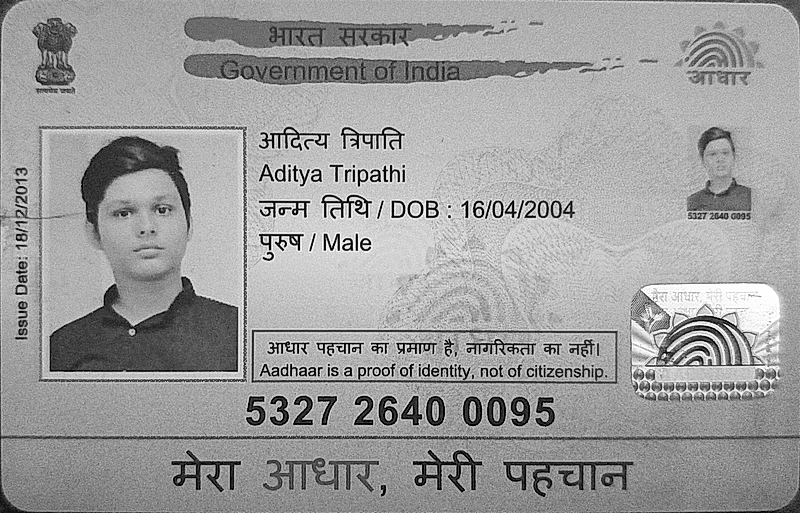 भारत सरकार
Government of India
सत्यमेव जयते
आधार
Issue Date: 18/12/2013
आदित्य त्रिपाति
Aditya Tripathi
जन्म तिथि / DOB : 16/04/2004
पुरुष / Male
5327 2640 0095
मेरा आधार, मेरी पहचान
आधार पहचान का प्रमाण है, नागरिकता का नहीं।
Aadhaar is a proof of identity, not of citizenship.
5327 2640 0095
मेरा आधार, मेरी पहचान